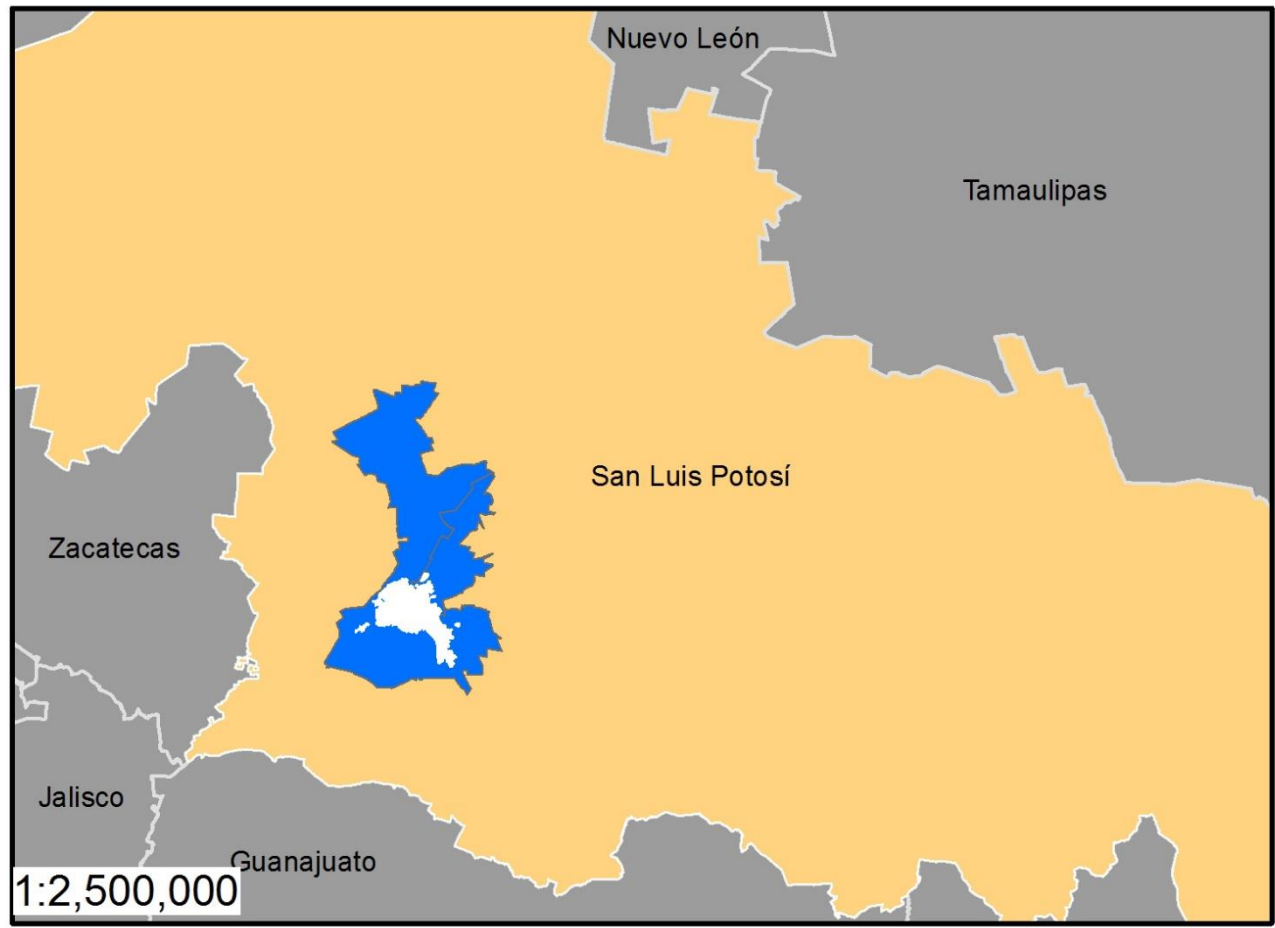 Nuevo León
Tamaulipas
San Luis Potosí
Zacatecas
Jalisco
Guanajuato
1:2,500,000